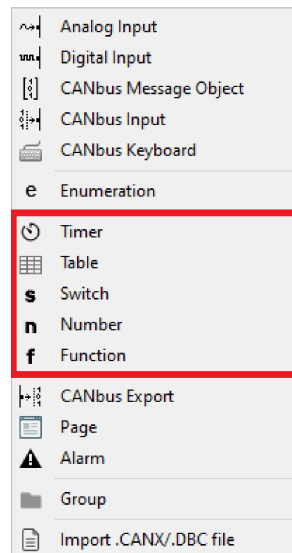 Analog Input
Digital Input
CANbus Message Object
CANbus Input
CANbus Keyboard
e Enumeration
Timer
Table
s Switch
n Number
f Function
CANbus Export
Page
Alarm
Group
Import .CANX/.DBC file